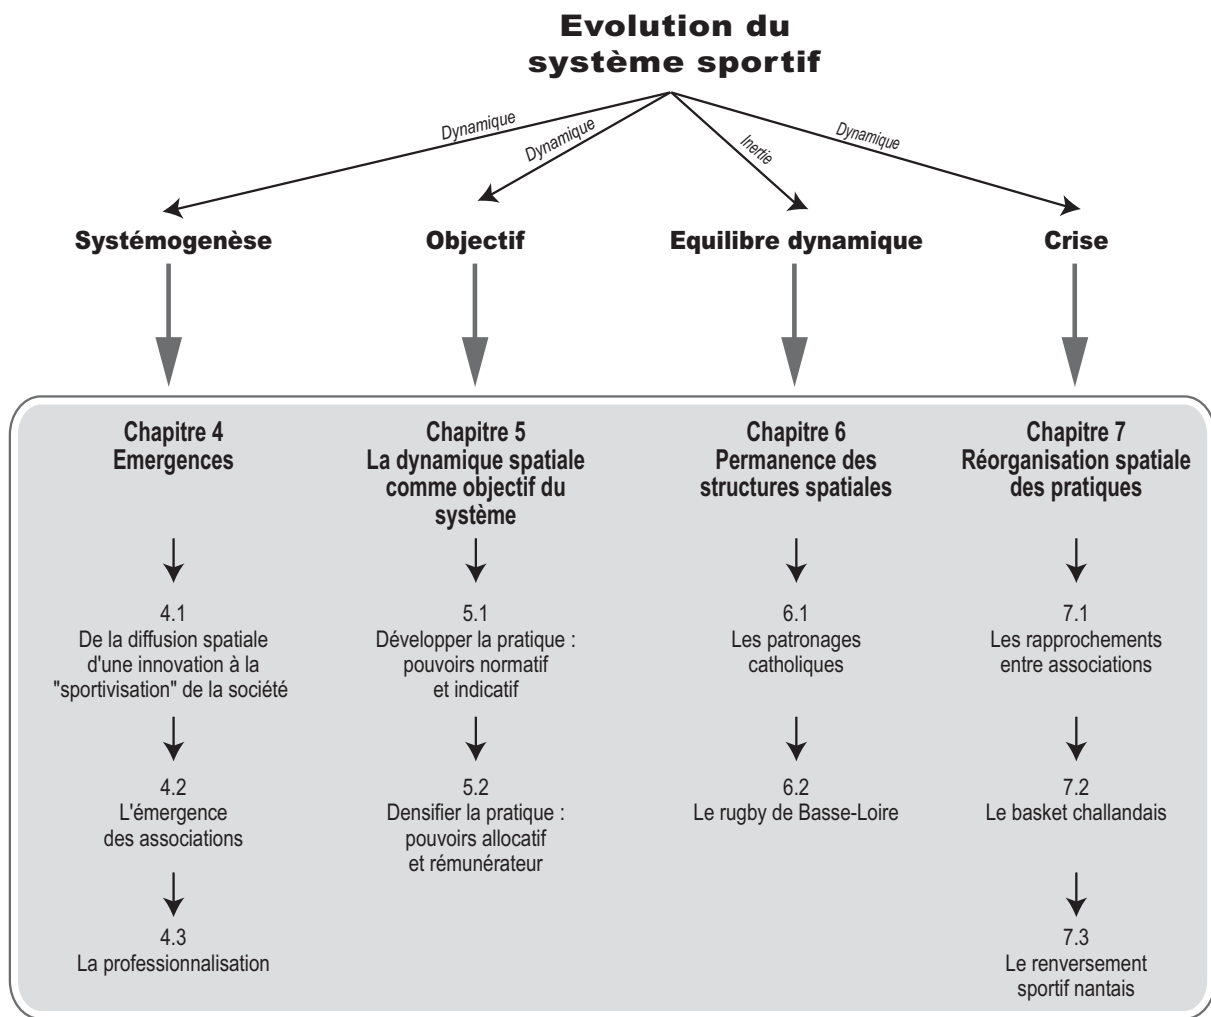 Evolution du
système sportif
Dynamique
Dynamique
Inertie
Dynamique
Systémogenèse
Objectif
Equilibre dynamique
Crise
Chapitre 4
Emergences
4.1
De la diffusion spatiale
d'une innovation à la
"sportivisation" de la société
4.2
L'émergence
des associations
4.3
La professionnalisation
Chapitre 5
La dynamique spatiale
comme objectif du
système
5.1
Développer la pratique :
pouvoirs normatif
et indicatif
5.2
Densifier la pratique :
pouvoirs allocatif
et rémunérateur
Chapitre 6
Permanence des
structures spatiales
6.1
Les patronages
catholiques
6.2
Le rugby de Basse-Loire
Chapitre 7
Réorganisation spatiale
des pratiques
7.1
Les rapprochements
entre associations
7.2
Le basket challandais
7.3
Le renversement
sportif nantais